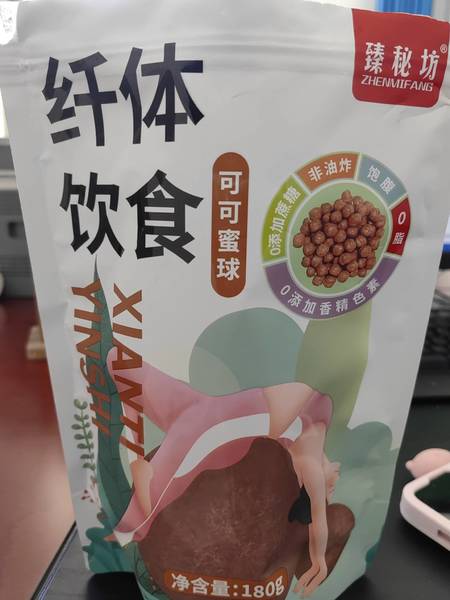 臻秘坊®
ZHENMIFANG
纤体
饮食
可可蜜球
XIANTI
YINSHI
0添加蔗糖
非油炸
饱腹
0脂
0添加香精色素
净含量:180g